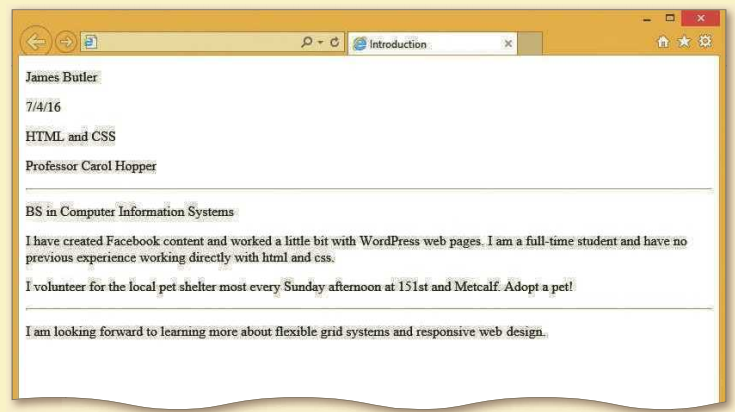 Introduction
James Butler
7/4/16
HTML and CSS
Professor Carol Hopper
BS in Computer Information Systems
I have created Facebook content and worked a little bit with WordPress web pages. I am a full-time student and have no
previous experience working directly with html and css.
I volunteer for the local pet shelter most every Sunday afternoon at 151st and Metcalf. Adopt a pet!
I am looking forward to learning more about flexible grid systems and responsive web design.